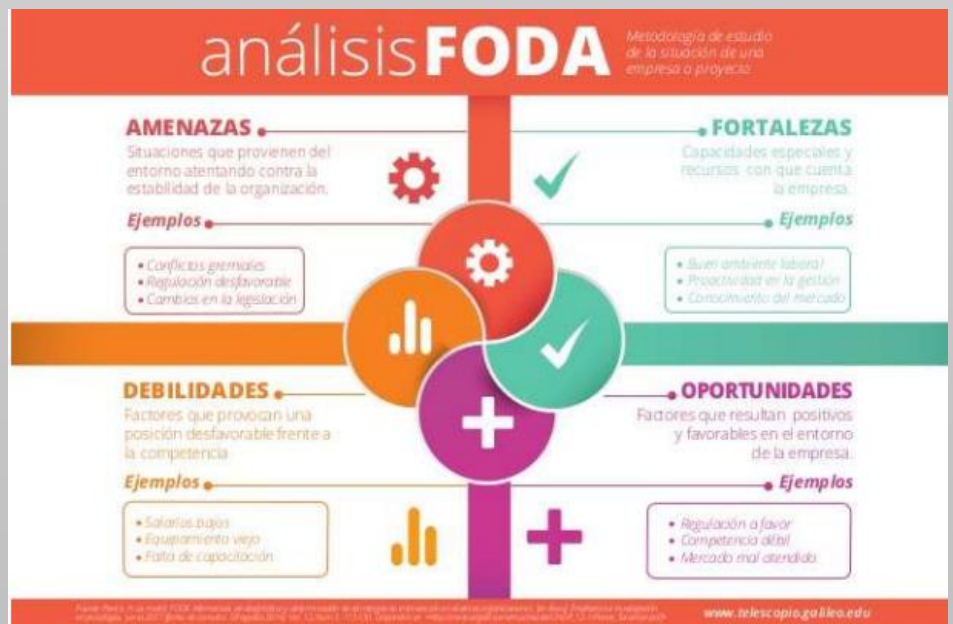 análisis FODA
Metodología de estudio
de la situación de una
empresa o proyecto
AMENAZAS
Situaciones que provienen del
entorno atentando contra la
estabilidad de la organización.
Ejemplos
• Conflictos gremiales
• Regulación desfavorable
• Cambios en la legislación
FORTALEZAS
Capacidades especiales y
recursos con que cuenta
la empresa.
Ejemplos
• Buen ambiente laboral
• Proactividad en la gestión
• Conocimiento del mercado
DEBILIDADES
Factores que provocan una
posición desfavorable frente a
la competencia
Ejemplos
• Salarios bajos
• Equipamiento viejo
• Falta de capacitación
OPORTUNIDADES
Factores que resultan positivos
y favorables en el entorno
de la empresa.
Ejemplos
• Regulación a favor
• Competencia débil
• Mercado mal atendido
www.telescopio.galileo.edu